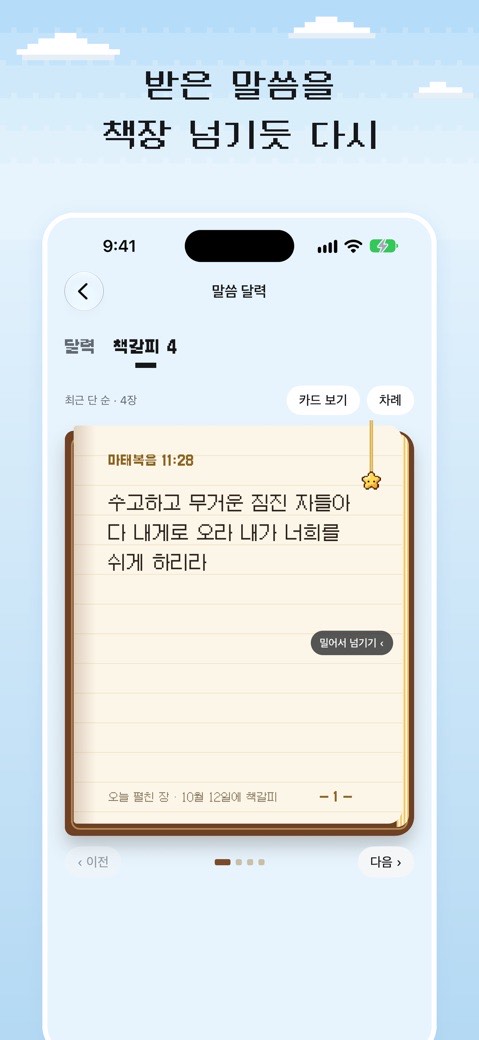 받은 말씀을
책장 넘기듯 다시
9:41
말씀 달력
달력 책갈피 4
최근 단 순 · 4장 카드 보기 차례
마태복음 11:28
수고하고 무거운 짐진 자들아
다 내게로 오라 내가 너희를
쉬게 하리라
밀어서 넘기기 ‹
오늘 펼친 장 · 10월 12일에 책갈피 – 1 –
‹ 이전 다음 ›